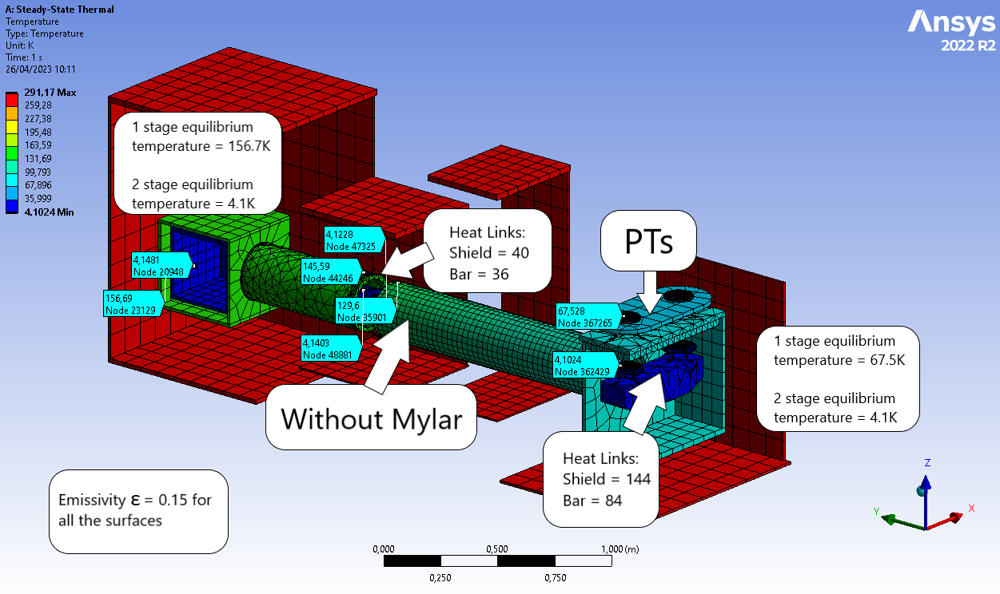 A: Steady-State Thermal
Temperature
Type: Temperature
Unit: K
Time: 1 s
26/04/2023 10:11
Ansys
2022 R2
291,17 Max
259,28
227,38
195,48
163,59
131,69
99,793
67,896
35,999
4,1024 Min
1 stage equilibrium
temperature = 156.7K
2 stage equilibrium
temperature = 4.1K
4,1481
Node 20948
156,69
Node 23129
4,1228
Node 47325
145,59
Node 44246
129,6
Node 35901
4,1403
Node 48881
Heat Links:
Shield = 40
Bar = 36
PTs
67,528
Node 367265
4,1024
Node 362429
1 stage equilibrium
temperature = 67.5K
2 stage equilibrium
temperature = 4.1K
Without Mylar
Heat Links:
Shield = 144
Bar = 84
Emissivity ε = 0.15 for
all the surfaces
0,000
0,500
1,000 (m)
0,250
0,750
Z
Y
X